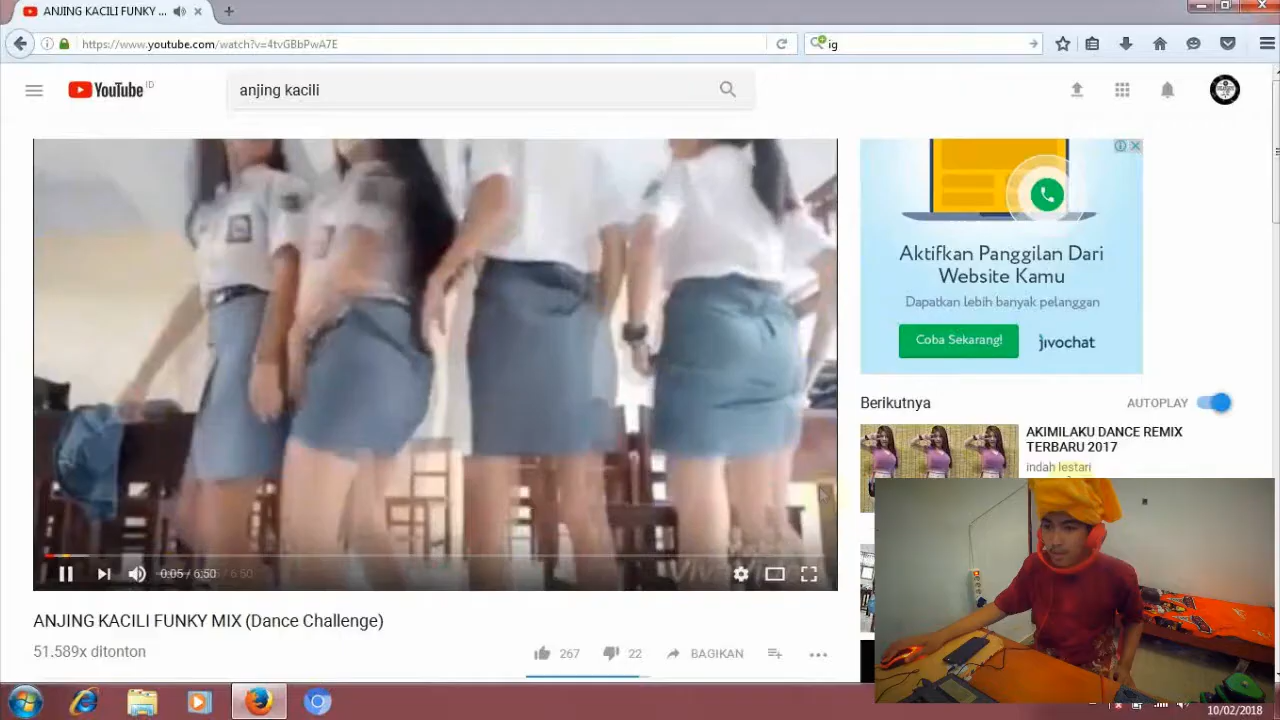 ANJING KACILI FUNKY ...
https://www.youtube.com/watch?v=4tvGBbPwA7E
ig
YouTube ID
anjing kacili
Aktifkan Panggilan Dari
Website Kamu
Dapatkan lebih banyak pelanggan
Coba Sekarang!
jivochat
Berikutnya
AUTOPLAY
AKIMILAKU DANCE REMIX
TERBARU 2017
indah lestari
0:05 / 6:50
ANJING KACILI FUNKY MIX (Dance Challenge)
51.589x ditonton
267
22
BAGIKAN
10/02/2018